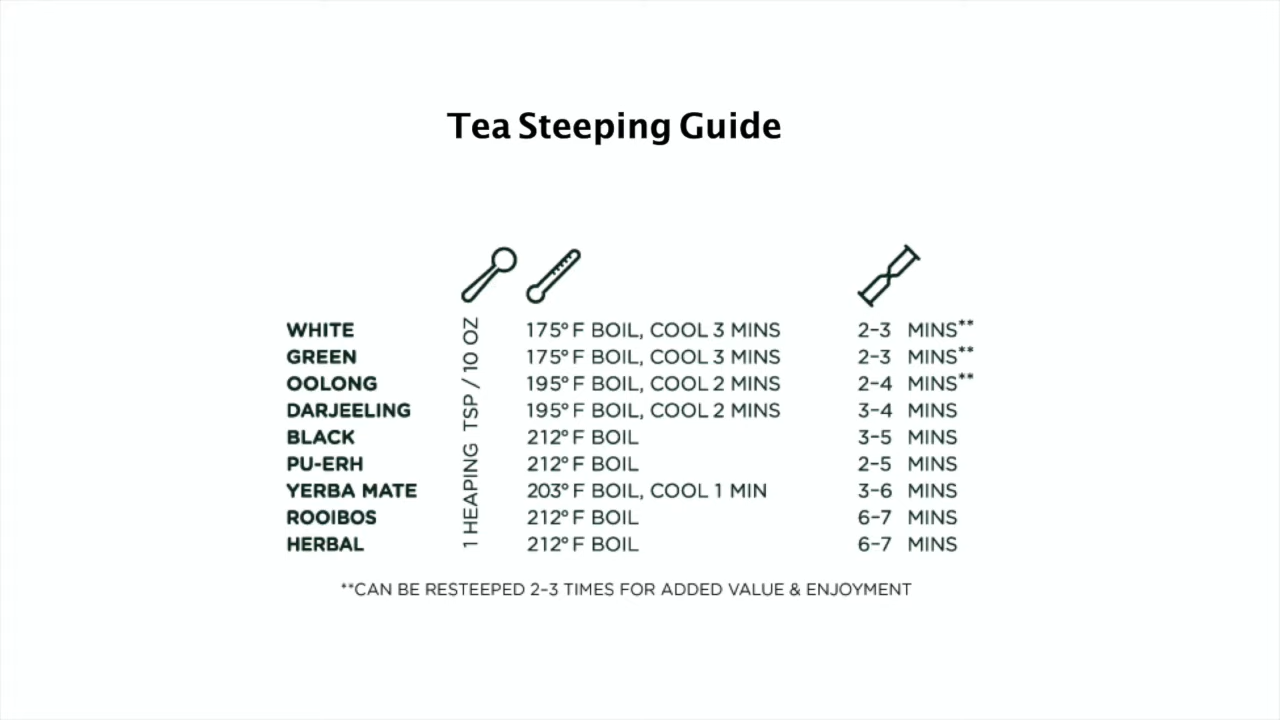 Tea Steeping Guide
1 HEAPING TSP / 10 OZ
WHITE 175° F BOIL, COOL 3 MINS 2–3 MINS**
GREEN 175° F BOIL, COOL 3 MINS 2–3 MINS**
OOLONG 195° F BOIL, COOL 2 MINS 2–4 MINS**
DARJEELING 195° F BOIL, COOL 2 MINS 3–4 MINS
BLACK 212° F BOIL 3–5 MINS
PU-ERH 212° F BOIL 2–5 MINS
YERBA MATE 203° F BOIL, COOL 1 MIN 3–6 MINS
ROOIBOS 212° F BOIL 6–7 MINS
HERBAL 212° F BOIL 6–7 MINS
**CAN BE RESTEEPED 2–3 TIMES FOR ADDED VALUE & ENJOYMENT